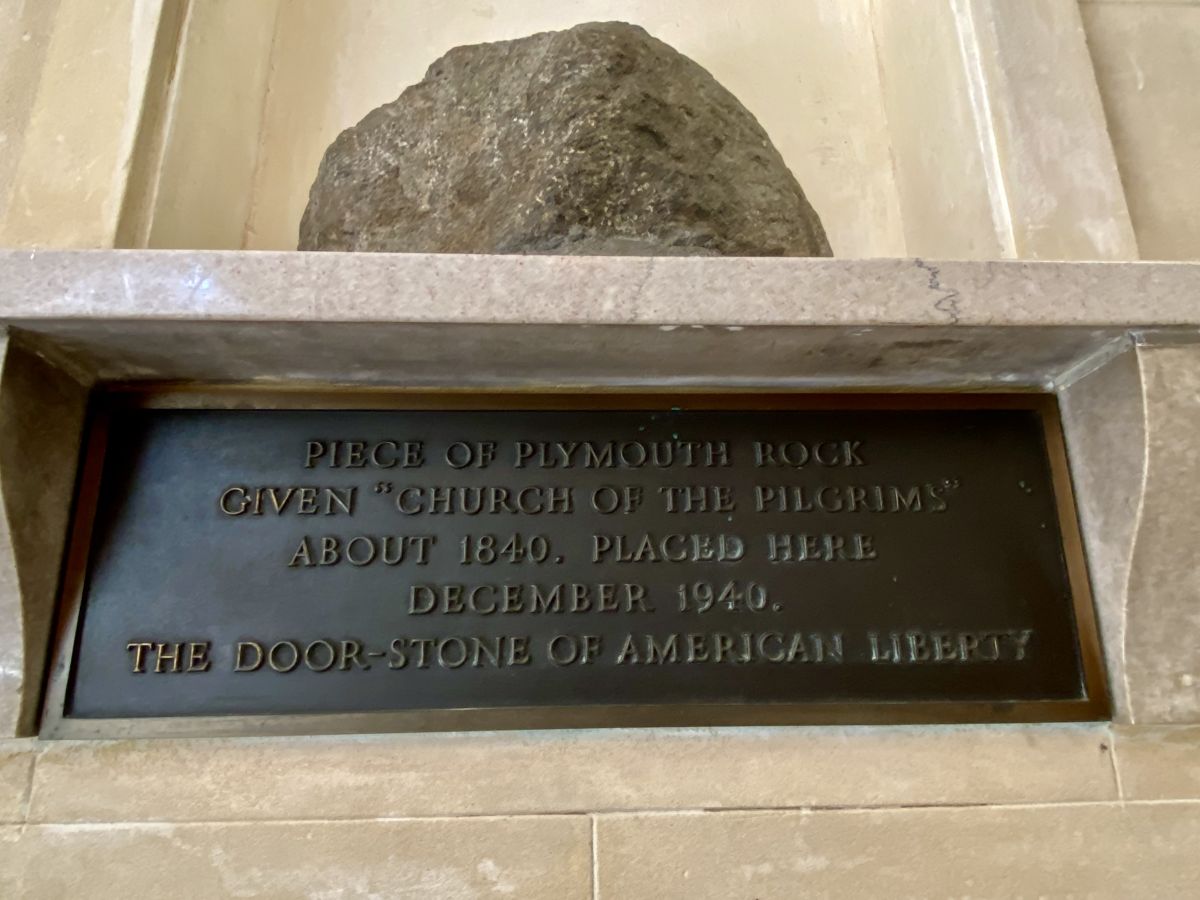 PIECE OF PLYMOUTH ROCK
GIVEN "CHURCH OF THE PILGRIMS"
ABOUT 1840. PLACED HERE
DECEMBER 1940.
THE DOOR-STONE OF AMERICAN LIBERTY